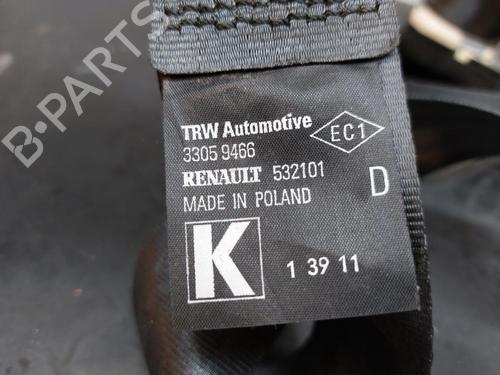 TRW Automotive EC1
3305 9466
RENAULT 532101 D
MADE IN POLAND
K 1 39 11
B-PARTS